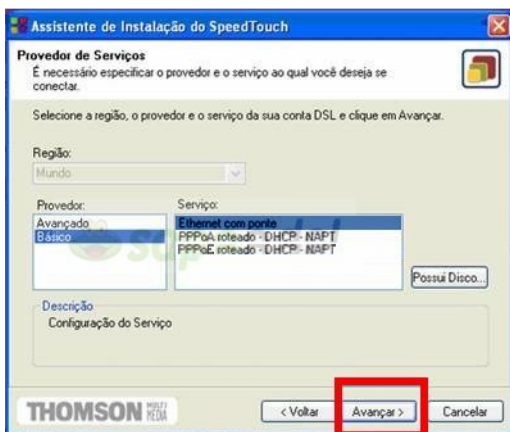 Assistente de Instalação do SpeedTouch
Provedor de Serviços
É necessário especificar o provedor e o serviço ao qual você deseja se
conectar.
Selecione a região, o provedor e o serviço da sua conta DSL e clique em Avançar.
Região:
Mundo
Provedor:
Serviço:
Avançado
Básico
Ethernet com ponte
PPPoA roteado - DHCP - NAPT
PPPoE roteado - DHCP - NAPT
Possui Disco...
Descrição
Configuração do Serviço
THOMSON MULTI MEDIA
< Voltar
Avançar >
Cancelar